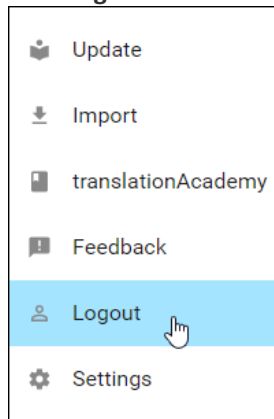 Update
Import
translationAcademy
Feedback
Logout
Settings